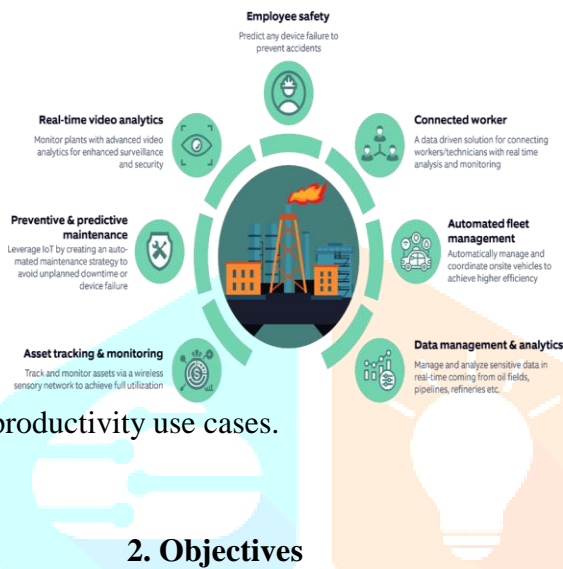 Employee safety
Predict any device failure to
prevent accidents
Real-time video analytics
Monitor plants with advanced video
analytics for enhanced surveillance
and security
Connected worker
A data driven solution for connecting
workers/technicians with real time
analysis and monitoring
Preventive & predictive
maintenance
Leverage IoT by creating an auto-
mated maintenance strategy to
avoid unplanned downtime or
device failure
Automated fleet
management
Automatically manage and
coordinate onsite vehicles to
achieve higher efficiency
Asset tracking & monitoring
Track and monitor assets via a wireless
sensory network to achieve full utilization
Data management & analytics
Manage and analyze sensitive data in
real-time coming from oil fields,
pipelines, refineries etc.
productivity use cases.
2. Objectives